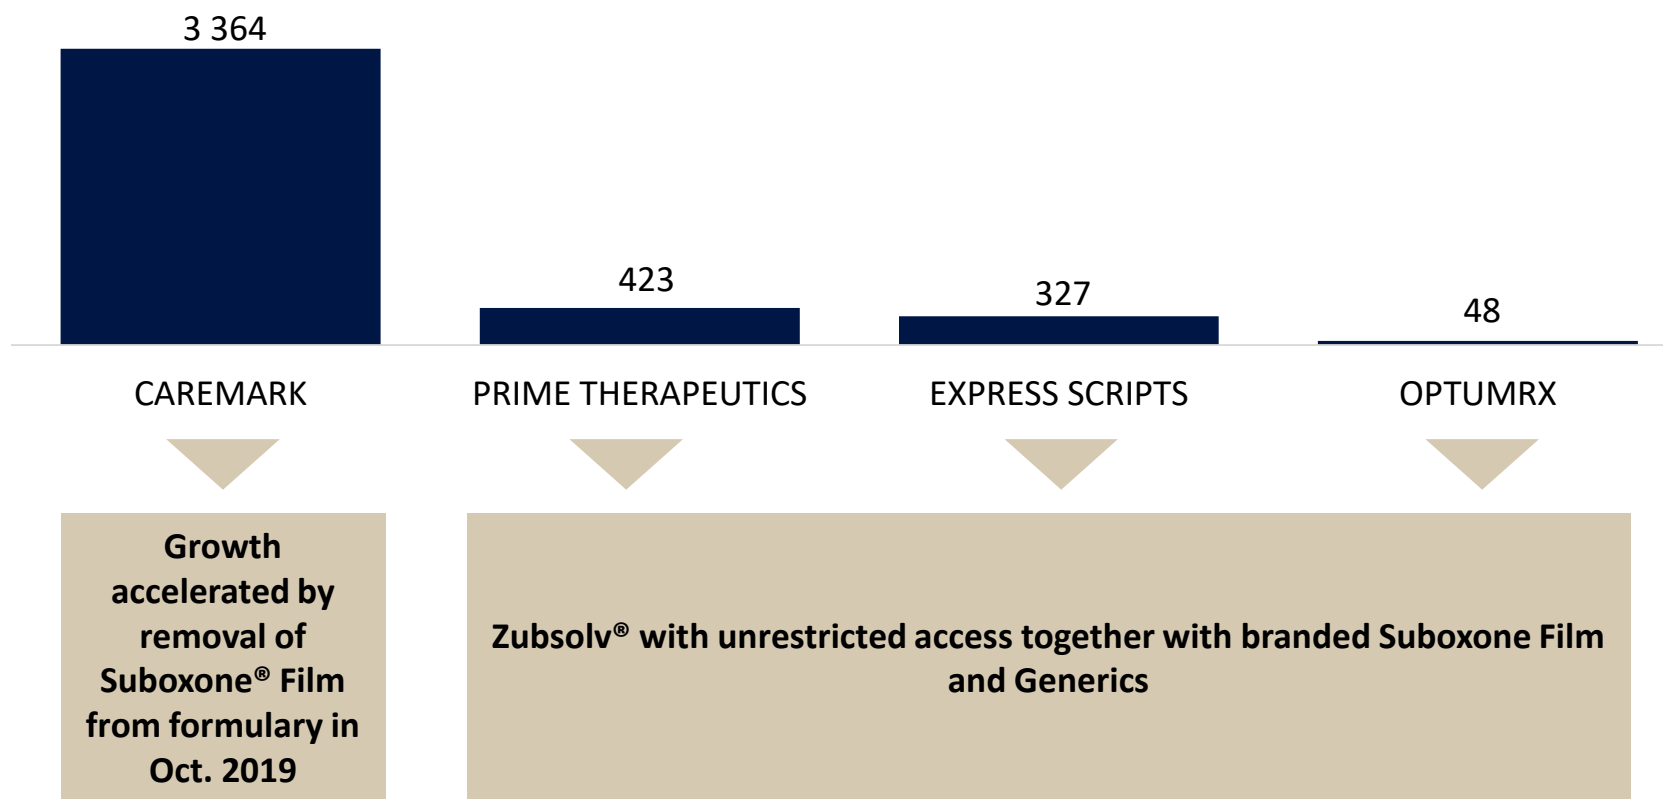 3 364
423
327
48
CAREMARK
PRIME THERAPEUTICS
EXPRESS SCRIPTS
OPTUMRX
Growth
accelerated by
removal of
Suboxone® Film
from formulary in
Oct. 2019
Zubsolv® with unrestricted access together with branded Suboxone Film
and Generics